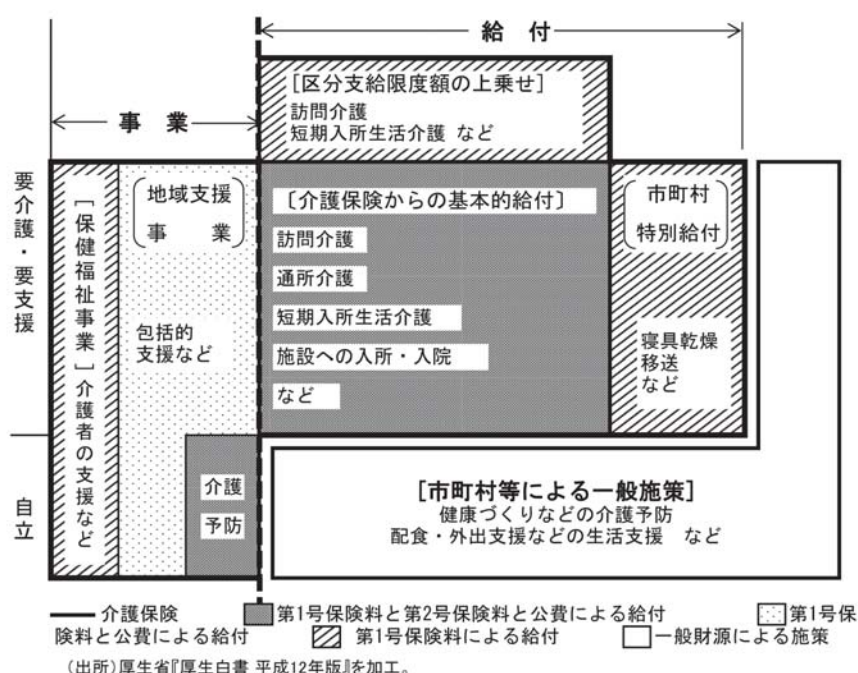 給　付
[区分支給限度額の上乗せ]
訪問介護
短期入所生活介護 など
事　業
要介護・要支援
自立
[保健福祉事業]介護者の支援など
地域支援
事　　業
包括的
支援など
介護
予防
〔介護保険からの基本的給付〕
訪問介護
通所介護
短期入所生活介護
施設への入所・入院
など
市町村
特別給付
寝具乾燥
移送
など
[市町村等による一般施策]
健康づくりなどの介護予防
配食・外出支援などの生活支援　など
介護保険　第1号保険料と第2号保険料と公費による給付　第1号保
険料と公費による給付　第1号保険料による給付　一般財源による施策
(出所)厚生省『厚生白書 平成12年版』を加工。